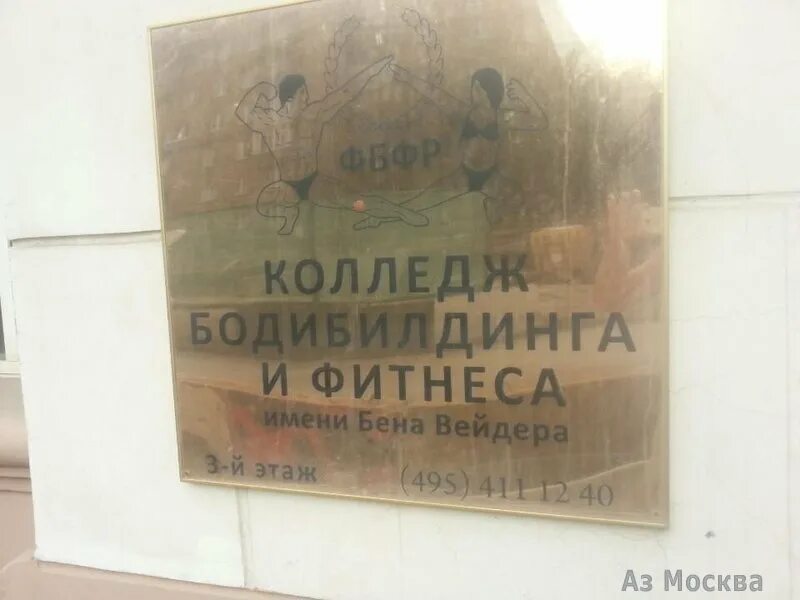 ФБФР
КОЛЛЕДЖ
БОДИБИЛДИНГА
И ФИТНЕСА
имени Бена Вейдера
3-й этаж (495) 411 12 40
Аз Москва